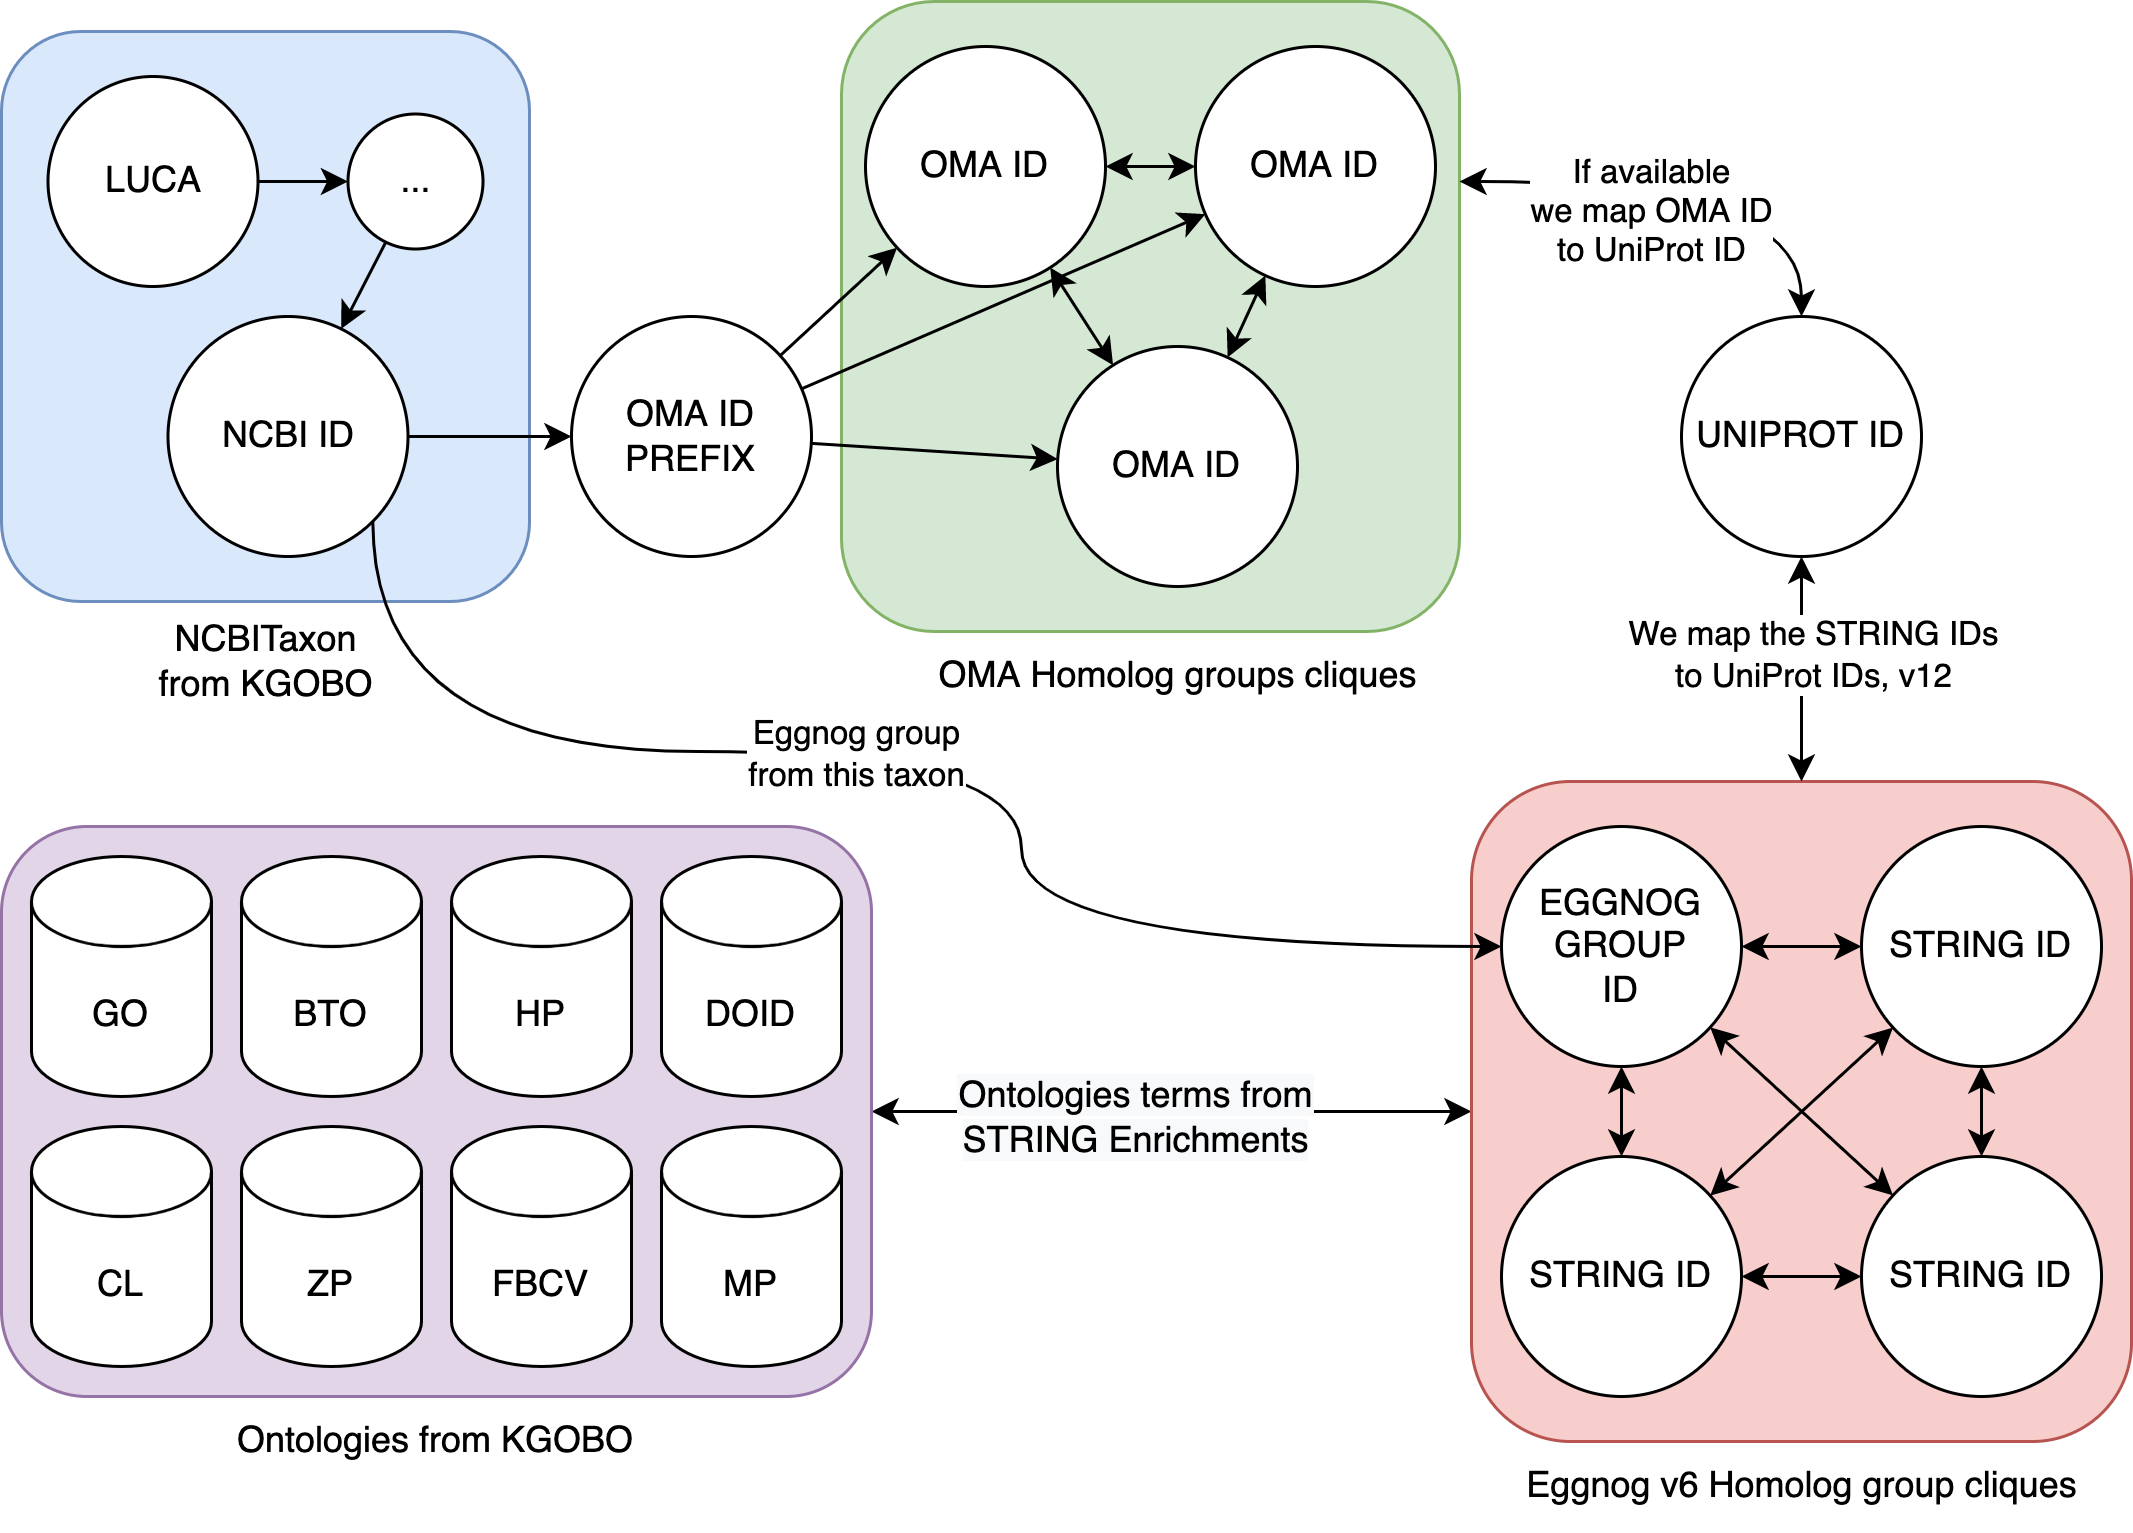 LUCA
...
NCBI ID
NCBITaxon
from KGOBO
OMA ID
PREFIX
OMA ID
OMA ID
OMA ID
OMA Homolog groups cliques
If available
we map OMA ID
to UniProt ID
UNIPROT ID
We map the STRING IDs
to UniProt IDs, v12
Eggnog group
from this taxon
GO
BTO
HP
DOID
CL
ZP
FBCV
MP
Ontologies from KGOBO
Ontologies terms from
STRING Enrichments
EGGNOG
GROUP
ID
STRING ID
STRING ID
STRING ID
Eggnog v6 Homolog group cliques